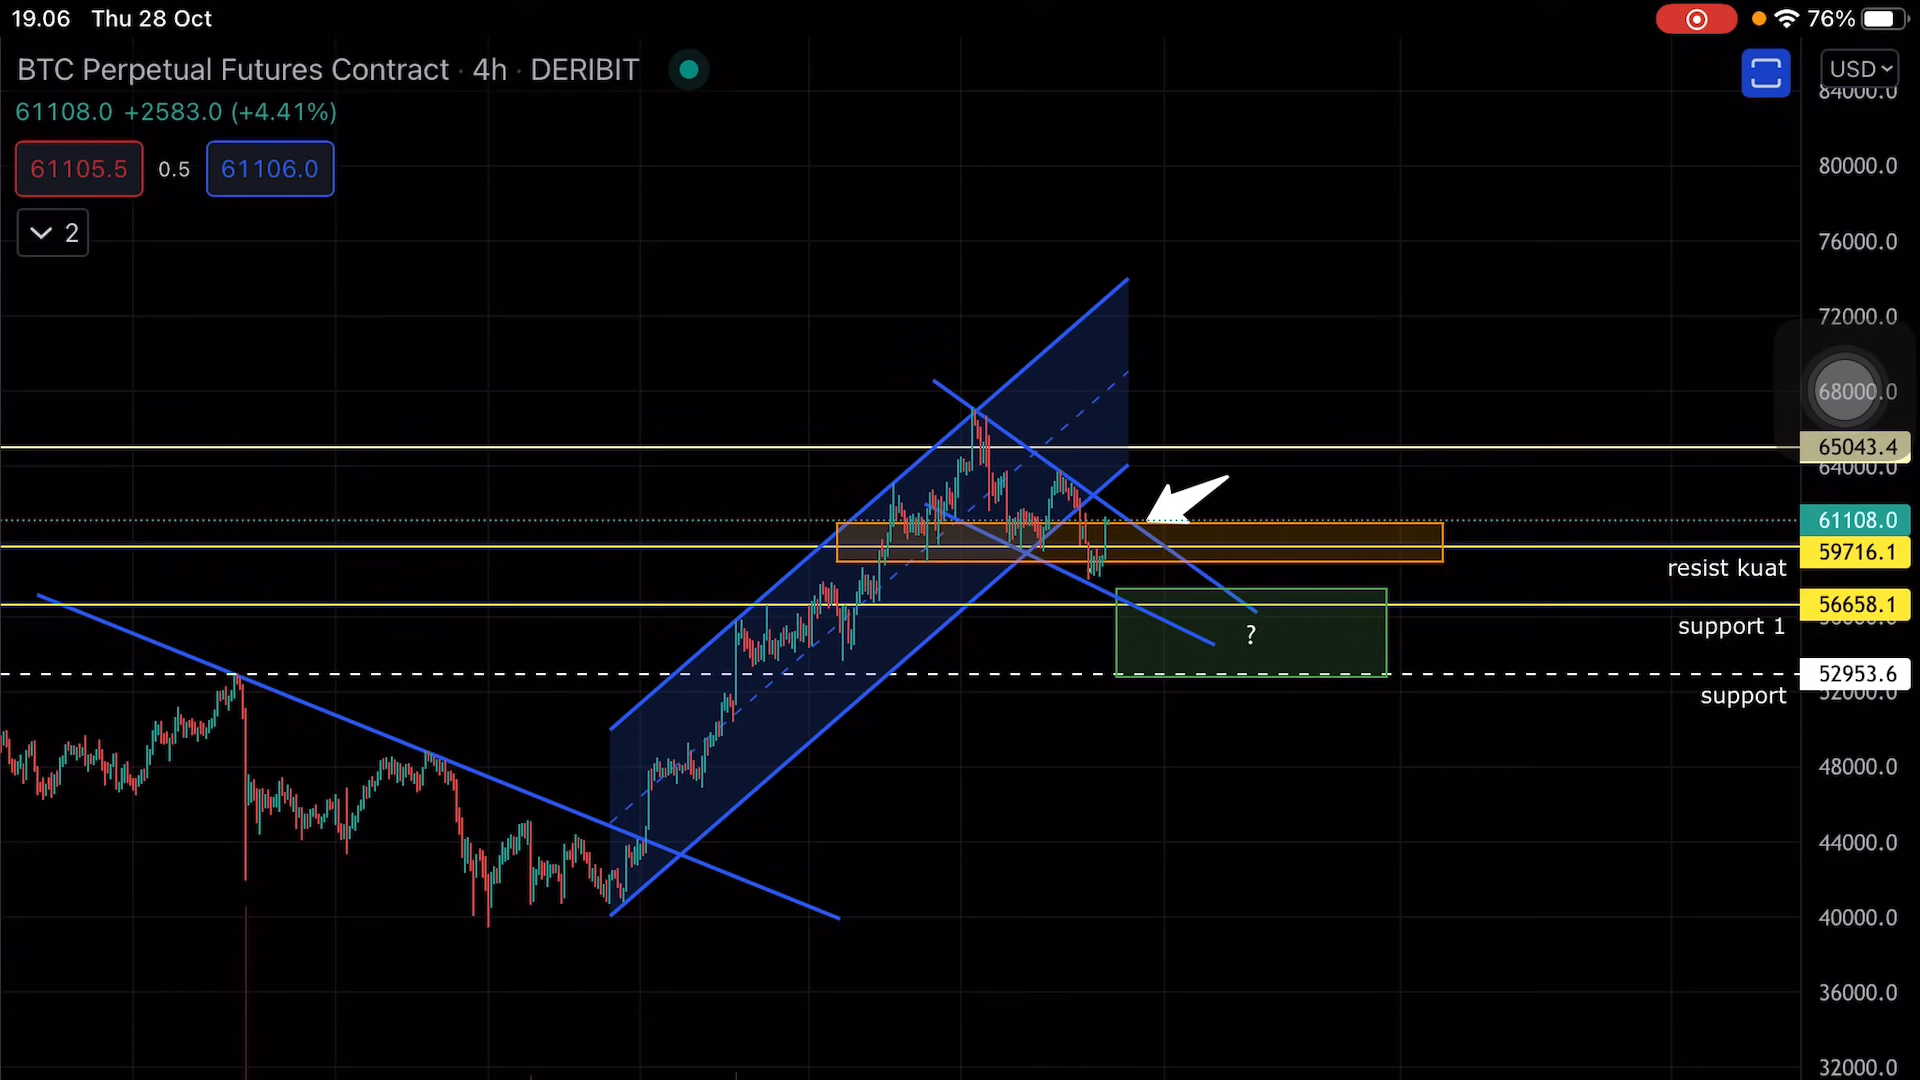 19.06 Thu 28 Oct
76%
BTC Perpetual Futures Contract · 4h · DERIBIT
USD
61108.0 +2583.0 (+4.41%)
61105.5 0.5 61106.0
2
84000.0
80000.0
76000.0
72000.0
68000.0
65043.4
64000.0
61108.0
59716.1
resist kuat
56658.1
support 1
?
52953.6
support
52000.0
48000.0
44000.0
40000.0
36000.0
32000.0